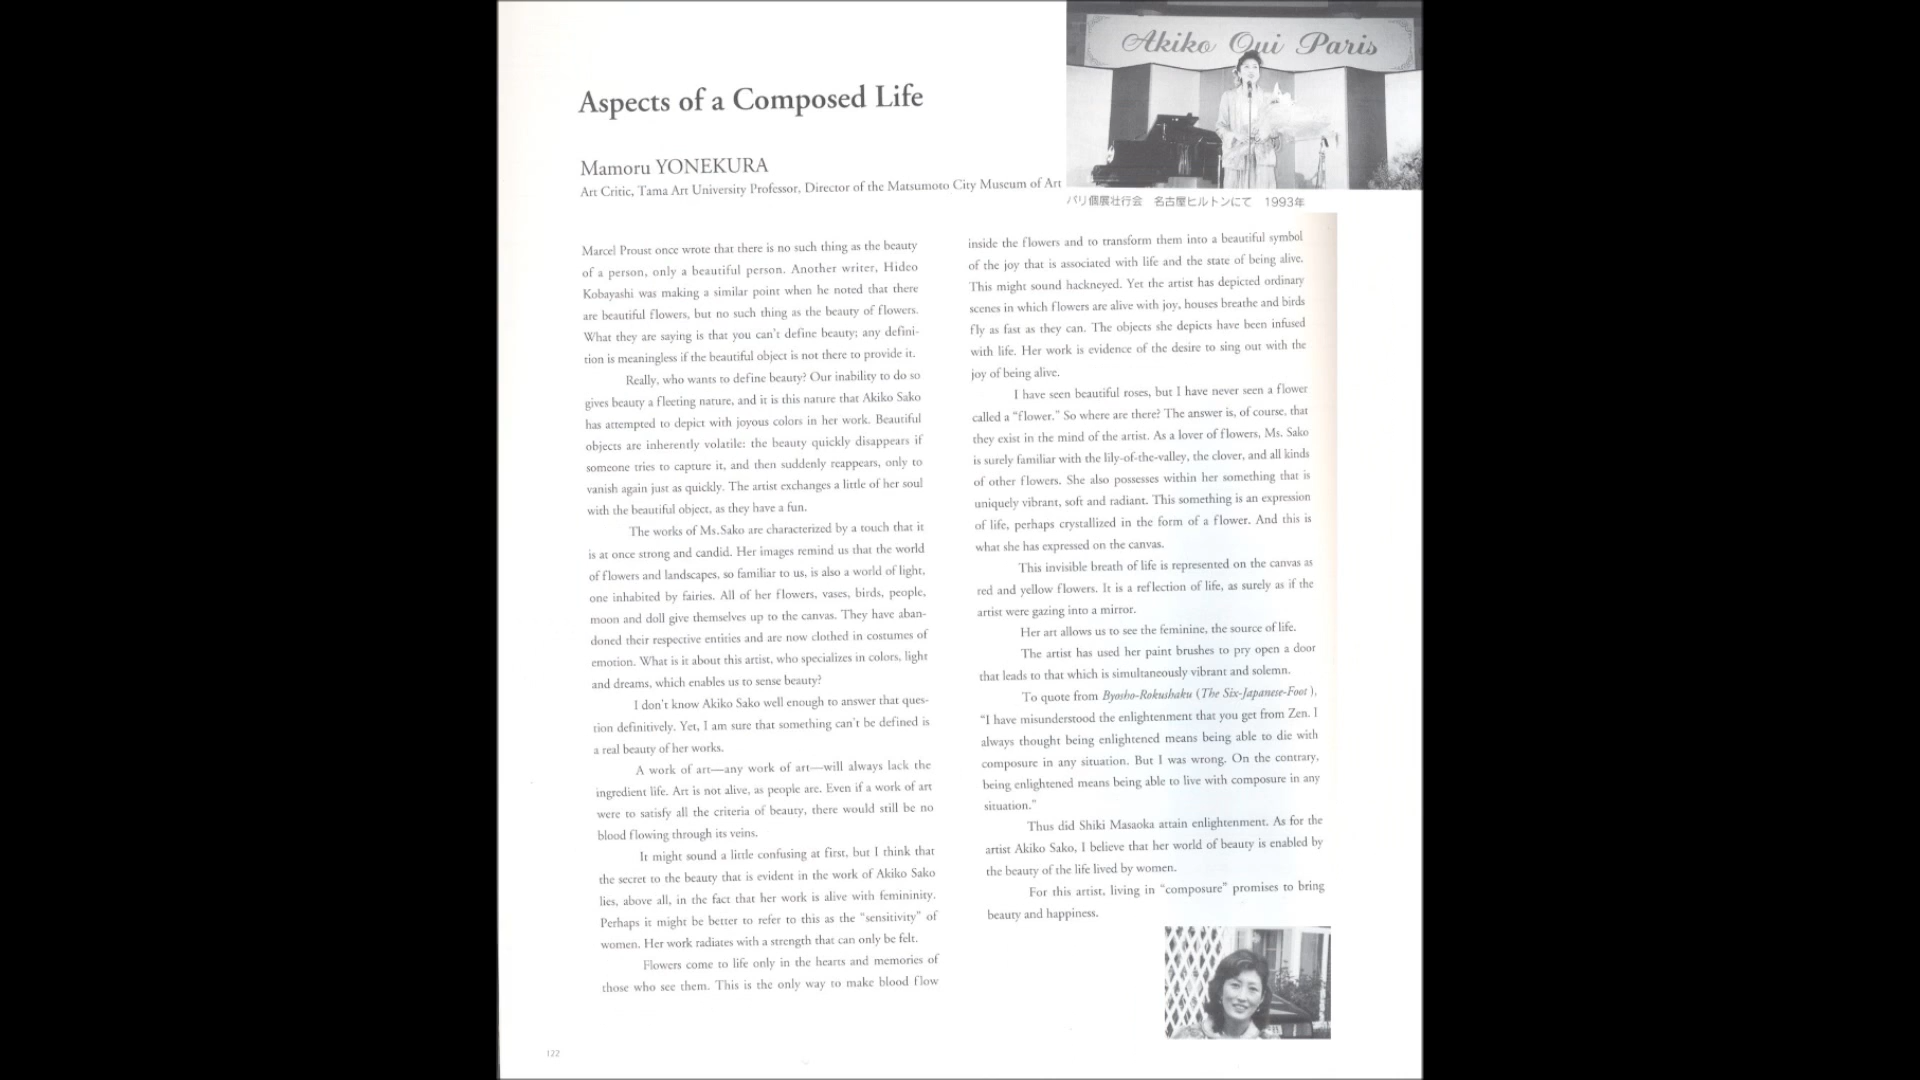 Akiko Oui Paris
Aspects of a Composed Life
Mamoru YONEKURA
Art Critic, Tama Art University Professor, Director of the Matsumoto City Museum of Art
パリ個展壮行会 名古屋ヒルトンにて 1993年
Marcel Proust once wrote that there is no such thing as the beauty
of a person, only a beautiful person. Another writer, Hideo
Kobayashi was making a similar point when he noted that there
are beautiful flowers, but no such thing as the beauty of flowers.
What they are saying is that you can't define beauty; any defini-
tion is meaningless if the beautiful object is not there to provide it.
Really, who wants to define beauty? Our inability to do so
gives beauty a fleeting nature, and it is this nature that Akiko Sako
has attempted to depict with joyous colors in her work. Beautiful
objects are inherently volatile: the beauty quickly disappears if
someone tries to capture it, and then suddenly reappears, only to
vanish again just as quickly. The artist exchanges a little of her soul
with the beautiful object, as they have a fun.
The works of Ms.Sako are characterized by a touch that it
is at once strong and candid. Her images remind us that the world
of flowers and landscapes, so familiar to us, is also a world of light,
one inhabited by fairies. All of her flowers, vases, birds, people,
moon and doll give themselves up to the canvas. They have aban-
doned their respective entities and are now clothed in costumes of
emotion. What is it about this artist, who specializes in colors, light
and dreams, which enables us to sense beauty?
I don't know Akiko Sako well enough to answer that ques-
tion definitively. Yet, I am sure that something can't be defined is
a real beauty of her works.
A work of art—any work of art—will always lack the
ingredient life. Art is not alive, as people are. Even if a work of art
were to satisfy all the criteria of beauty, there would still be no
blood flowing through its veins.
It might sound a little confusing at first, but I think that
the secret to the beauty that is evident in the work of Akiko Sako
lies, above all, in the fact that her work is alive with femininity.
Perhaps it might be better to refer to this as the "sensitivity" of
women. Her work radiates with a strength that can only be felt.
Flowers come to life only in the hearts and memories of
those who see them. This is the only way to make blood flow
inside the flowers and to transform them into a beautiful symbol
of the joy that is associated with life and the state of being alive.
This might sound hackneyed. Yet the artist has depicted ordinary
scenes in which flowers are alive with joy, houses breathe and birds
fly as fast as they can. The objects she depicts have been infused
with life. Her work is evidence of the desire to sing out with the
joy of being alive.
I have seen beautiful roses, but I have never seen a flower
called a "flower." So where are there? The answer is, of course, that
they exist in the mind of the artist. As a lover of flowers, Ms. Sako
is surely familiar with the lily-of-the-valley, the clover, and all kinds
of other flowers. She also possesses within her something that is
uniquely vibrant, soft and radiant. This something is an expression
of life, perhaps crystallized in the form of a flower. And this is
what she has expressed on the canvas.
This invisible breath of life is represented on the canvas as
red and yellow flowers. It is a reflection of life, as surely as if the
artist were gazing into a mirror.
Her art allows us to see the feminine, the source of life.
The artist has used her paint brushes to pry open a door
that leads to that which is simultaneously vibrant and solemn.
To quote from Byosho-Rokushaku (The Six-Japanese-Foot),
"I have misunderstood the enlightenment that you get from Zen. I
always thought being enlightened means being able to die with
composure in any situation. But I was wrong. On the contrary,
being enlightened means being able to live with composure in any
situation."
Thus did Shiki Masaoka attain enlightenment. As for the
artist Akiko Sako, I believe that her world of beauty is enabled by
the beauty of the life lived by women.
For this artist, living in "composure" promises to bring
beauty and happiness.
122